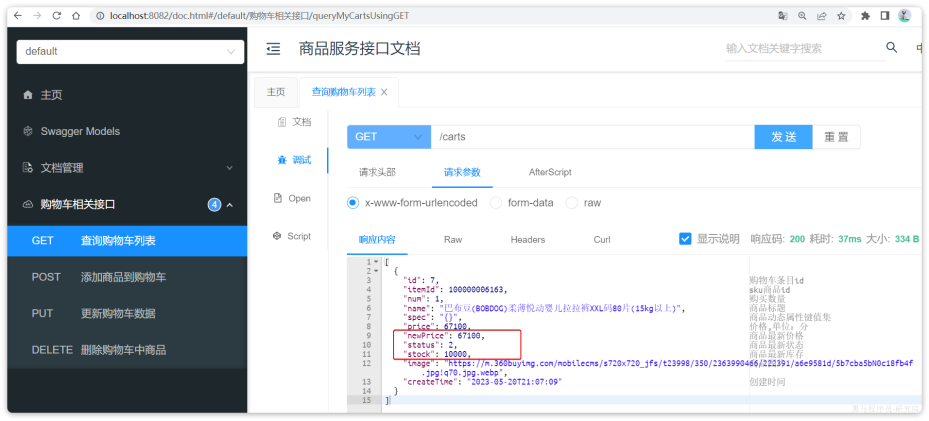 localhost:8082/doc.html#/default/购物车相关接口/queryMyCartsUsingGET
default
商品服务接口文档
输入文档关键字搜索
中
主页
Swagger Models
文档管理
购物车相关接口
4
GET 查询购物车列表
POST 添加商品到购物车
PUT 更新购物车数据
DELETE 删除购物车中商品
主页
查询购物车列表
文档
调试
Open
Script
GET
/carts
发 送
重 置
请求头部
请求参数
AfterScript
x-www-form-urlencoded
form-data
raw
响应内容
Raw
Headers
Curl
显示说明
响应码: 200 耗时: 37ms 大小: 334 B
1 [
2 {
3 "id": 7, 购物车条目id
4 "itemId": 100000006163, sku商品id
5 "num": 1, 购买数量
6 "name": "巴布豆(BOBDOG)柔薄悦动婴儿拉拉裤XXL码80片(15kg以上)", 商品标题
7 "spec": "{}", 商品动态属性键值集
8 "price": 67100, 价格,单位：分
9 "newPrice": 67100, 商品最新价格
10 "status": 2, 商品最新状态
11 "stock": 10000, 商品最新库存
12 "image": "https://m.360buyimg.com/mobilecms/s720x720_jfs/t23998/350/2363990466/222391/a6e9581d/5b7cba5bN0c18fb4f
.jpg!q70.jpg.webp",
13 "createTime": "2023-05-20T21:07:09" 创建时间
14 }
15 ]